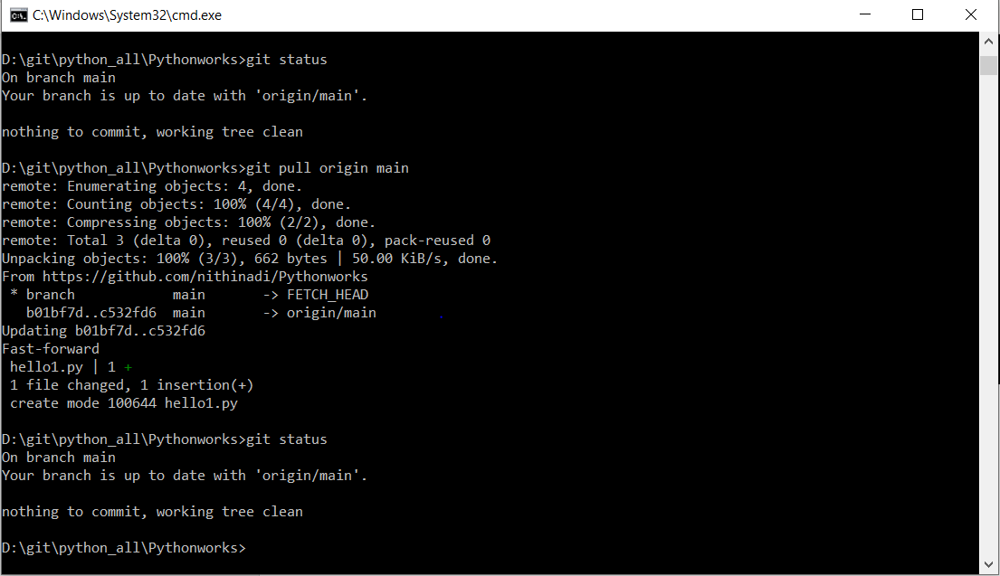 C:\Windows\System32\cmd.exe
D:\git\python_all\Pythonworks>git status
On branch main
Your branch is up to date with 'origin/main'.
nothing to commit, working tree clean
D:\git\python_all\Pythonworks>git pull origin main
remote: Enumerating objects: 4, done.
remote: Counting objects: 100% (4/4), done.
remote: Compressing objects: 100% (2/2), done.
remote: Total 3 (delta 0), reused 0 (delta 0), pack-reused 0
Unpacking objects: 100% (3/3), 662 bytes | 50.00 KiB/s, done.
From https://github.com/nithinadi/Pythonworks
 * branch            main       -> FETCH_HEAD
   b01bf7d..c532fd6  main       -> origin/main
Updating b01bf7d..c532fd6
Fast-forward
 hello1.py | 1 +
 1 file changed, 1 insertion(+)
 create mode 100644 hello1.py
D:\git\python_all\Pythonworks>git status
On branch main
Your branch is up to date with 'origin/main'.
nothing to commit, working tree clean
D:\git\python_all\Pythonworks>